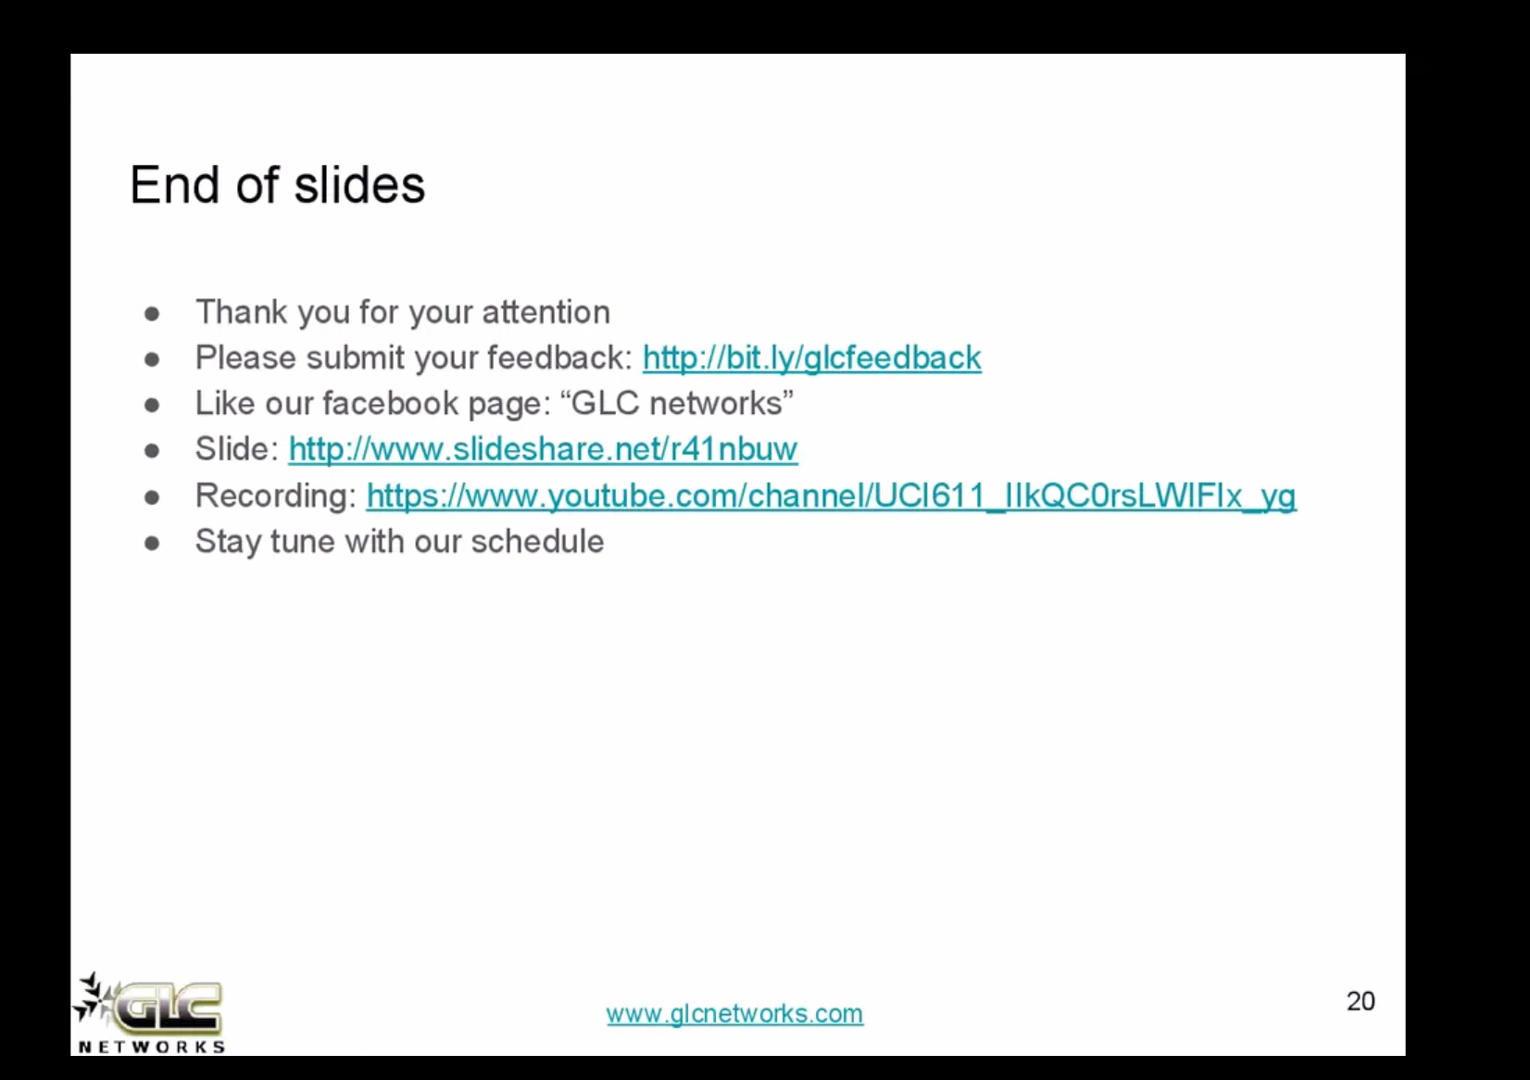 End of slides
● Thank you for your attention
● Please submit your feedback: http://bit.ly/glcfeedback
● Like our facebook page: “GLC networks”
● Slide: http://www.slideshare.net/r41nbuw
● Recording: https://www.youtube.com/channel/UCI611_IIkQC0rsLWIFIx_yg
● Stay tune with our schedule
GLC
NETWORKS
www.glcnetworks.com
20